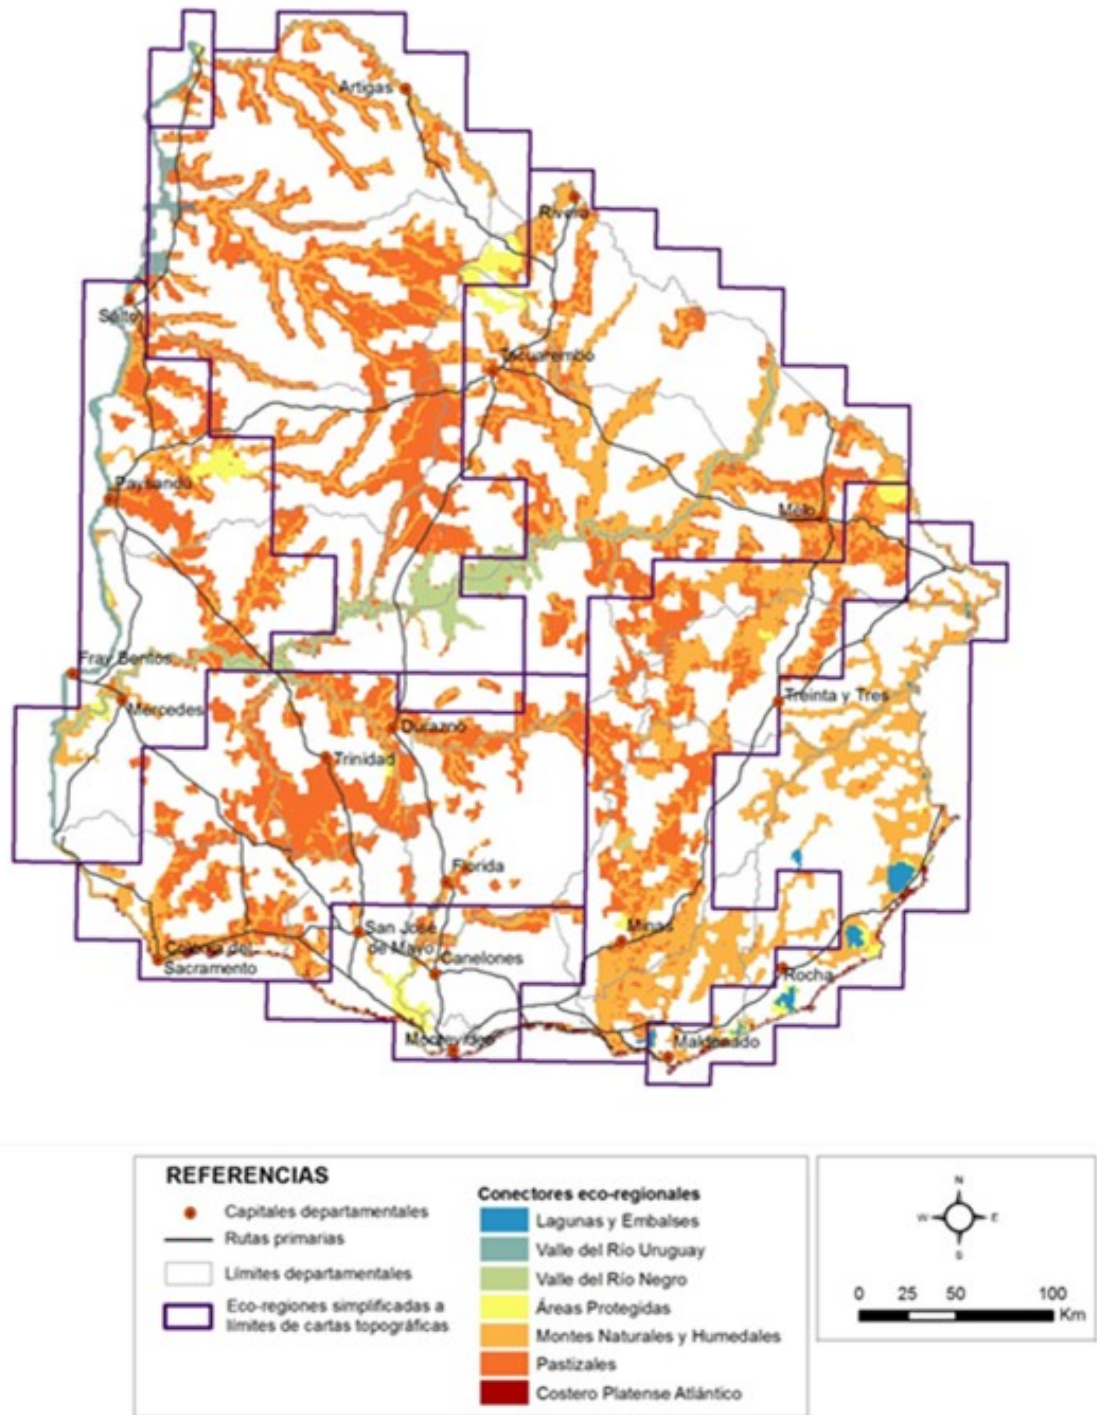 Artigas
Rivera
Salto
Tacuarembo
Paysandú
Melo
Fray Bentos
Mercedes
Treinta y Tres
Durazno
Trinidad
Florida
San José
de Mayo
Minas
Colonia del
Sacramento
Canelones
Rocha
Montevideo
Maldonado
REFERENCIAS
Capitales departamentales
Rutas primarias
Límites departamentales
Eco-regiones simplificadas a
límites de cartas topográficas
Conectores eco-regionales
Lagunas y Embalses
Valle del Río Uruguay
Valle del Río Negro
Áreas Protegidas
Montes Naturales y Humedales
Pastizales
Costero Platense Atlántico
N
W E
S
0 25 50 100
Km